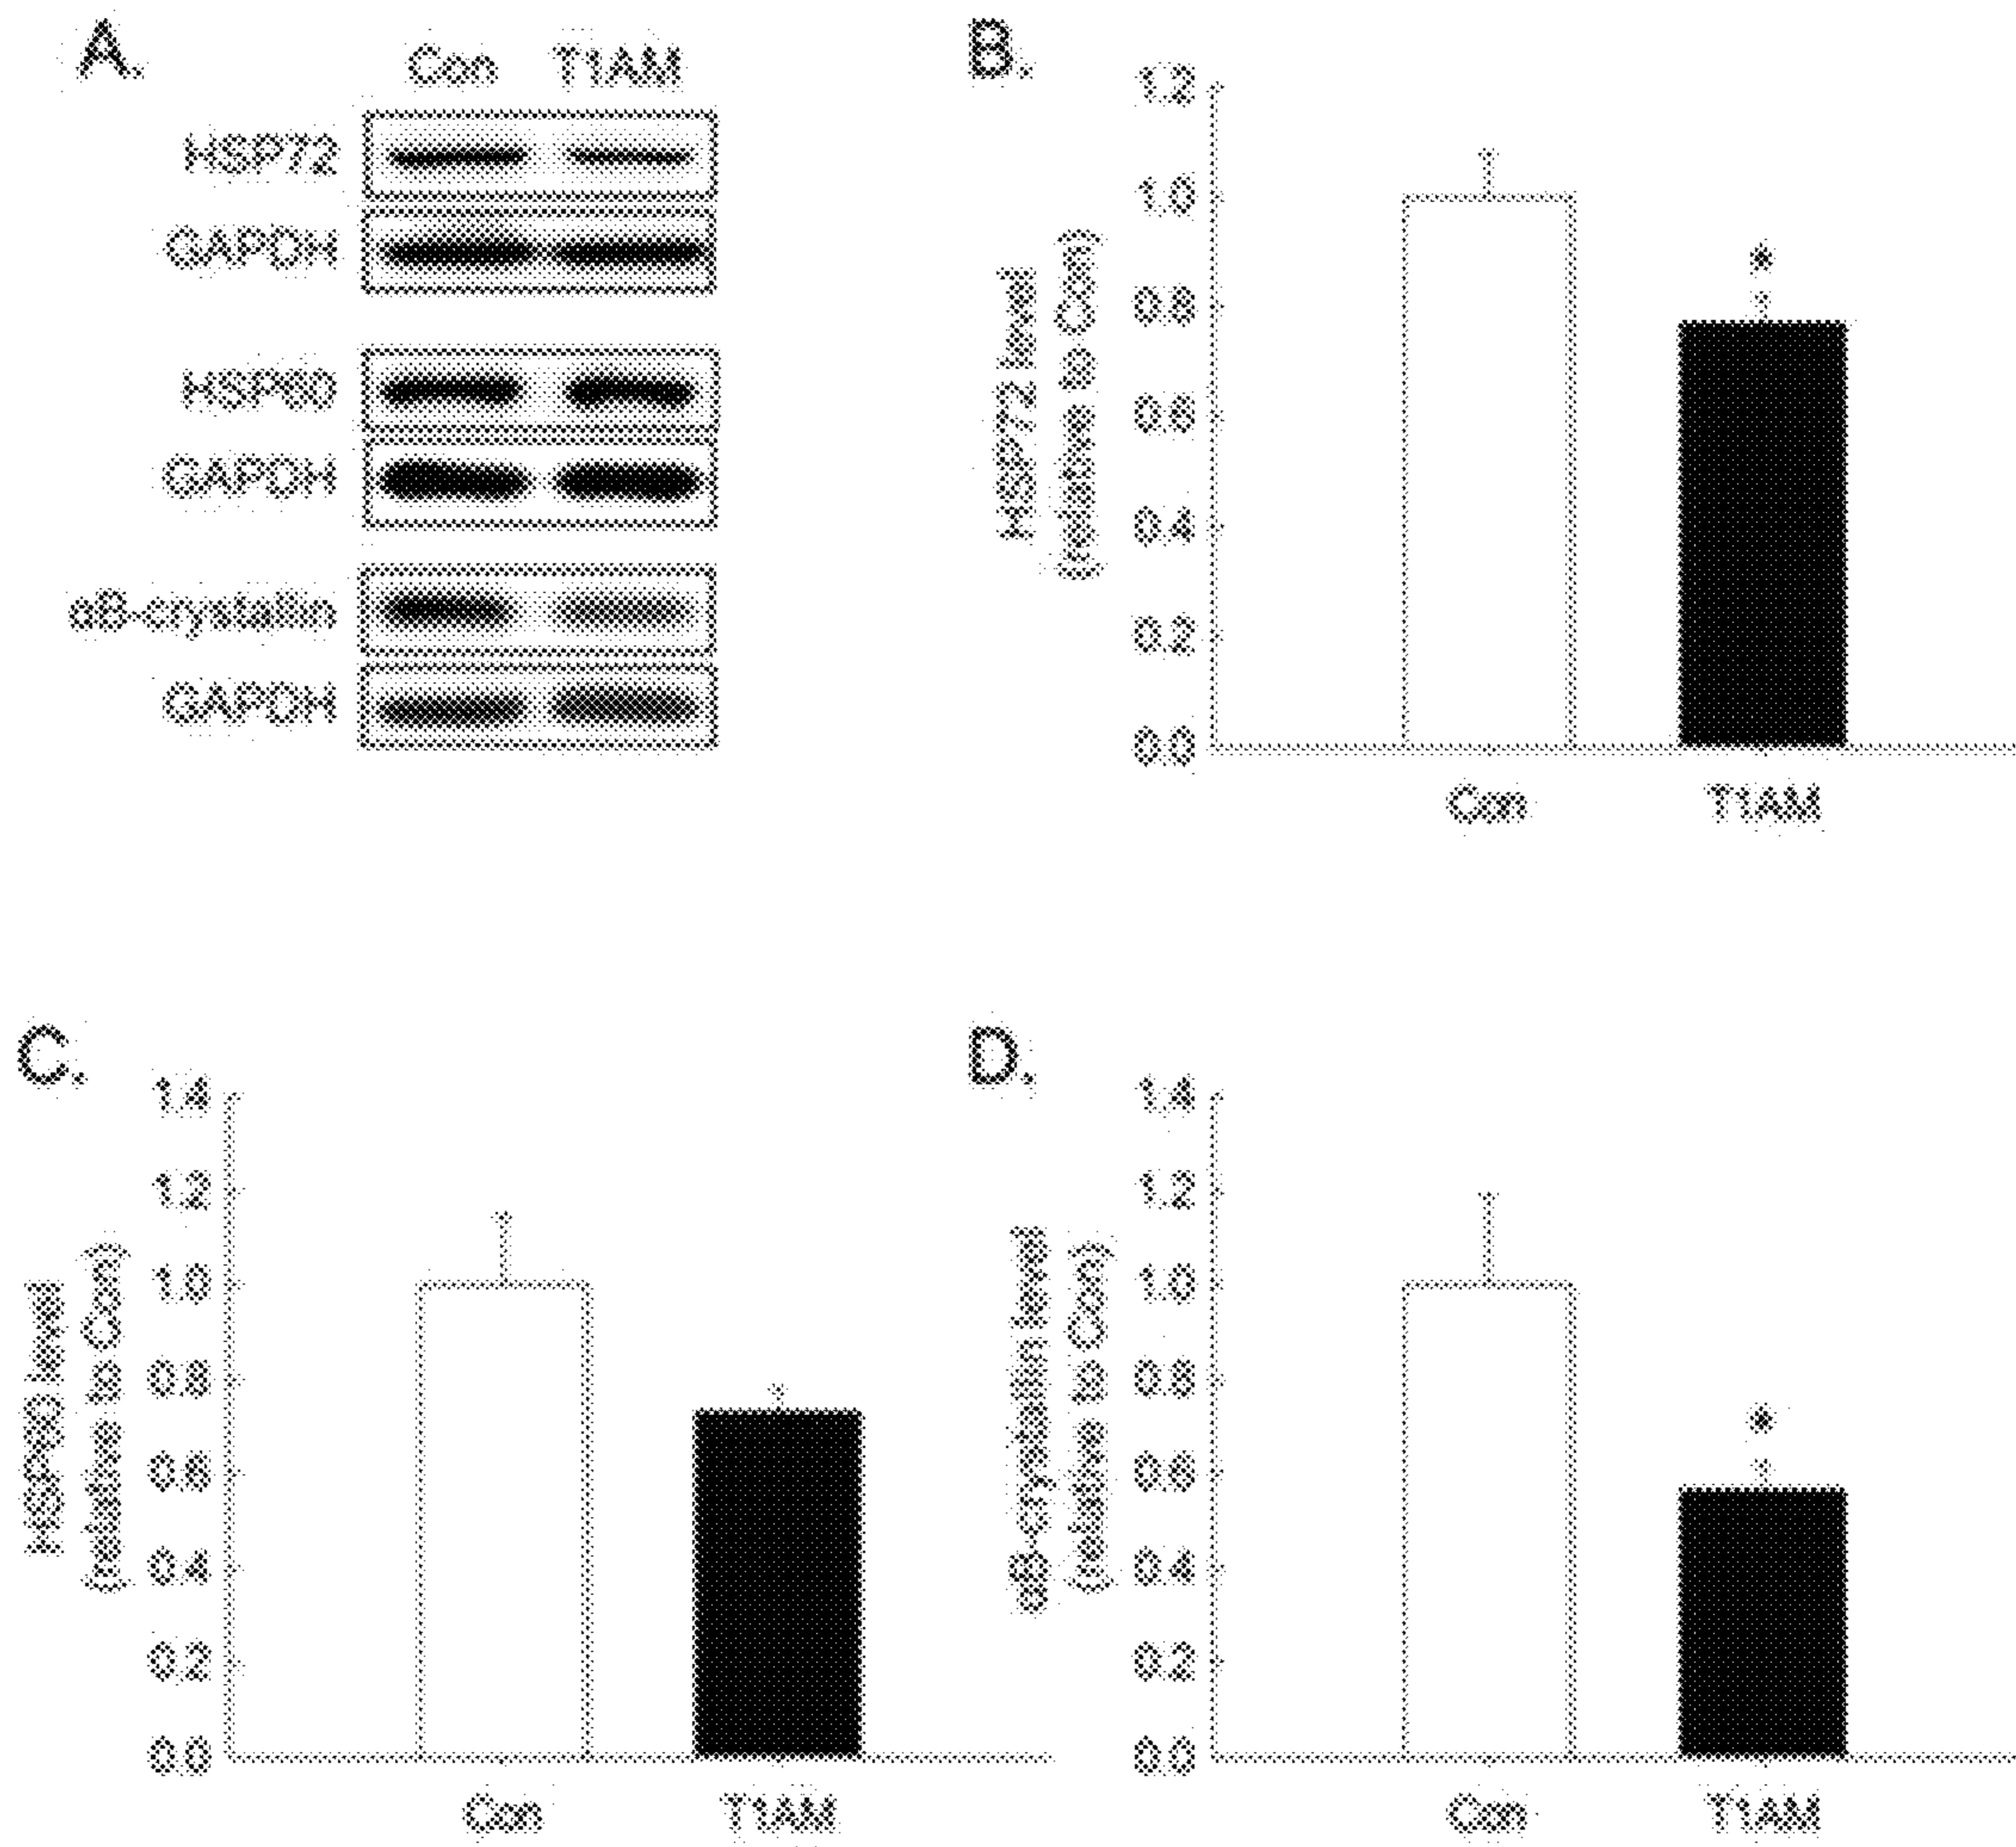 A.
Con T1AM
HSP72
GAPDH
HSP60
GAPDH
αB-crystallin
GAPDH
B.
HSP72 level
(relative to Con)
1.2
1.0
0.8
0.6
0.4
0.2
0.0
*
Con T1AM
C.
HSP60 level
(relative to Con)
1.4
1.2
1.0
0.8
0.6
0.4
0.2
0.0
Con T1AM
D.
αB-crystallin level
(relative to Con)
1.4
1.2
1.0
0.8
0.6
0.4
0.2
0.0
*
Con T1AM